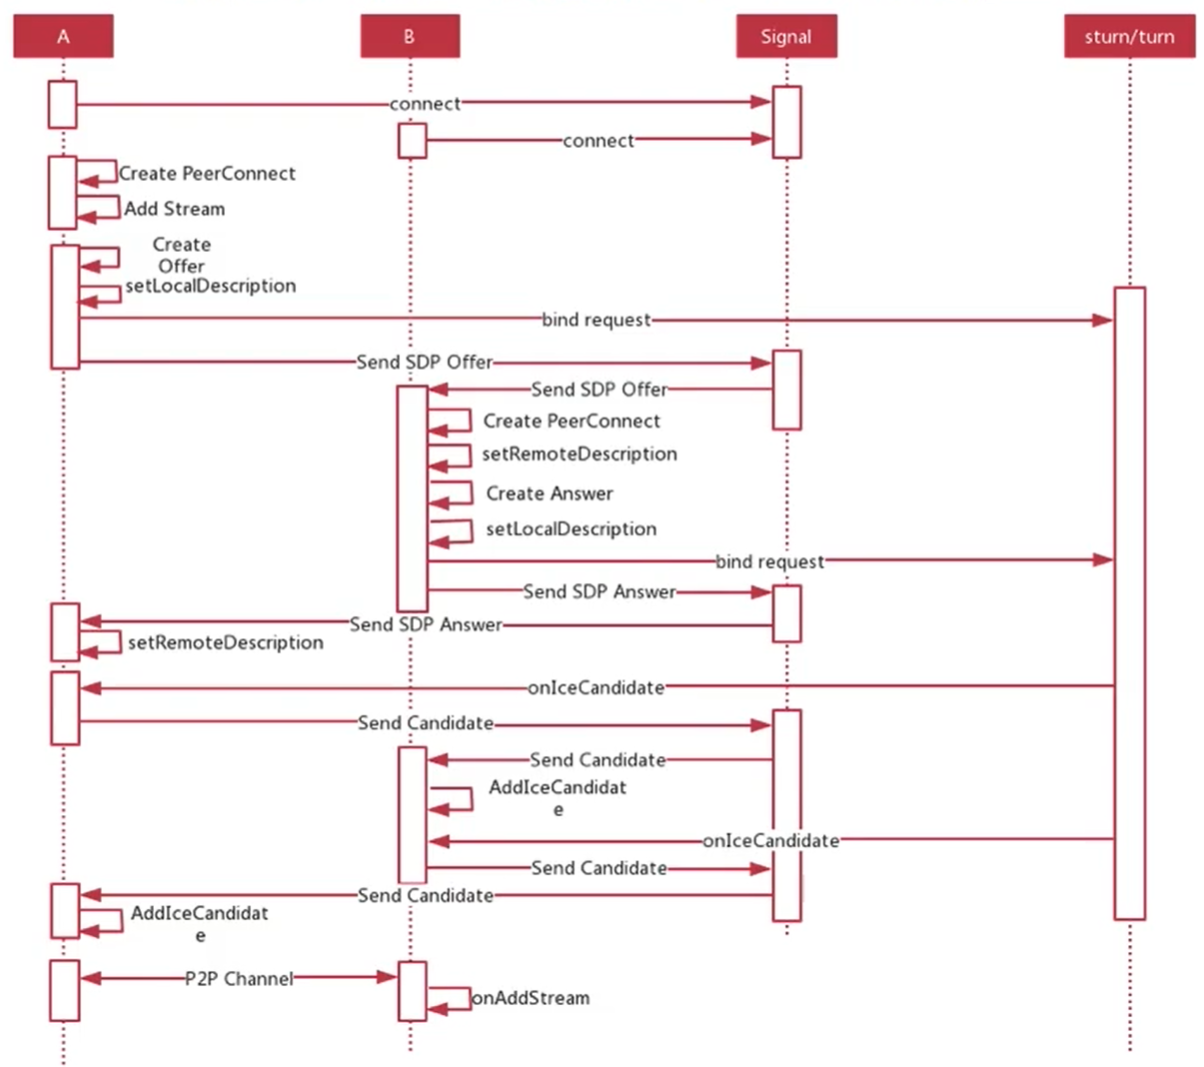 A
B
Signal
sturn/turn
connect
connect
Create PeerConnect
Add Stream
Create
Offer
setLocalDescription
bind request
Send SDP Offer
Send SDP Offer
Create PeerConnect
setRemoteDescription
Create Answer
setLocalDescription
bind request
Send SDP Answer
Send SDP Answer
setRemoteDescription
onIceCandidate
Send Candidate
Send Candidate
AddIceCandidat
e
onIceCandidate
Send Candidate
Send Candidate
AddIceCandidat
e
P2P Channel
onAddStream